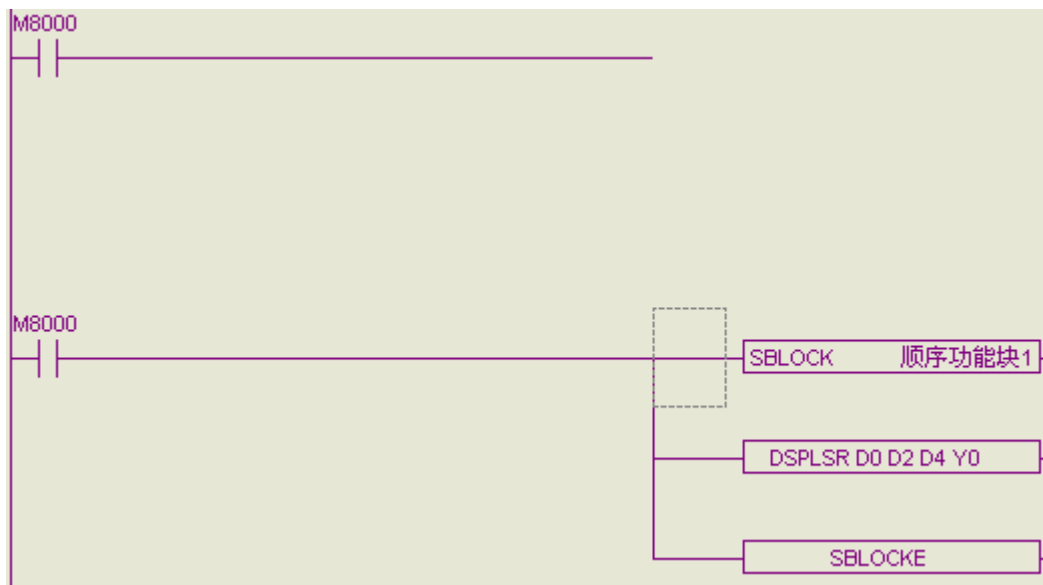 M8000
M8000
SBLOCK 顺序功能块1
DSPLSR D0 D2 D4 Y0
SBLOCKE